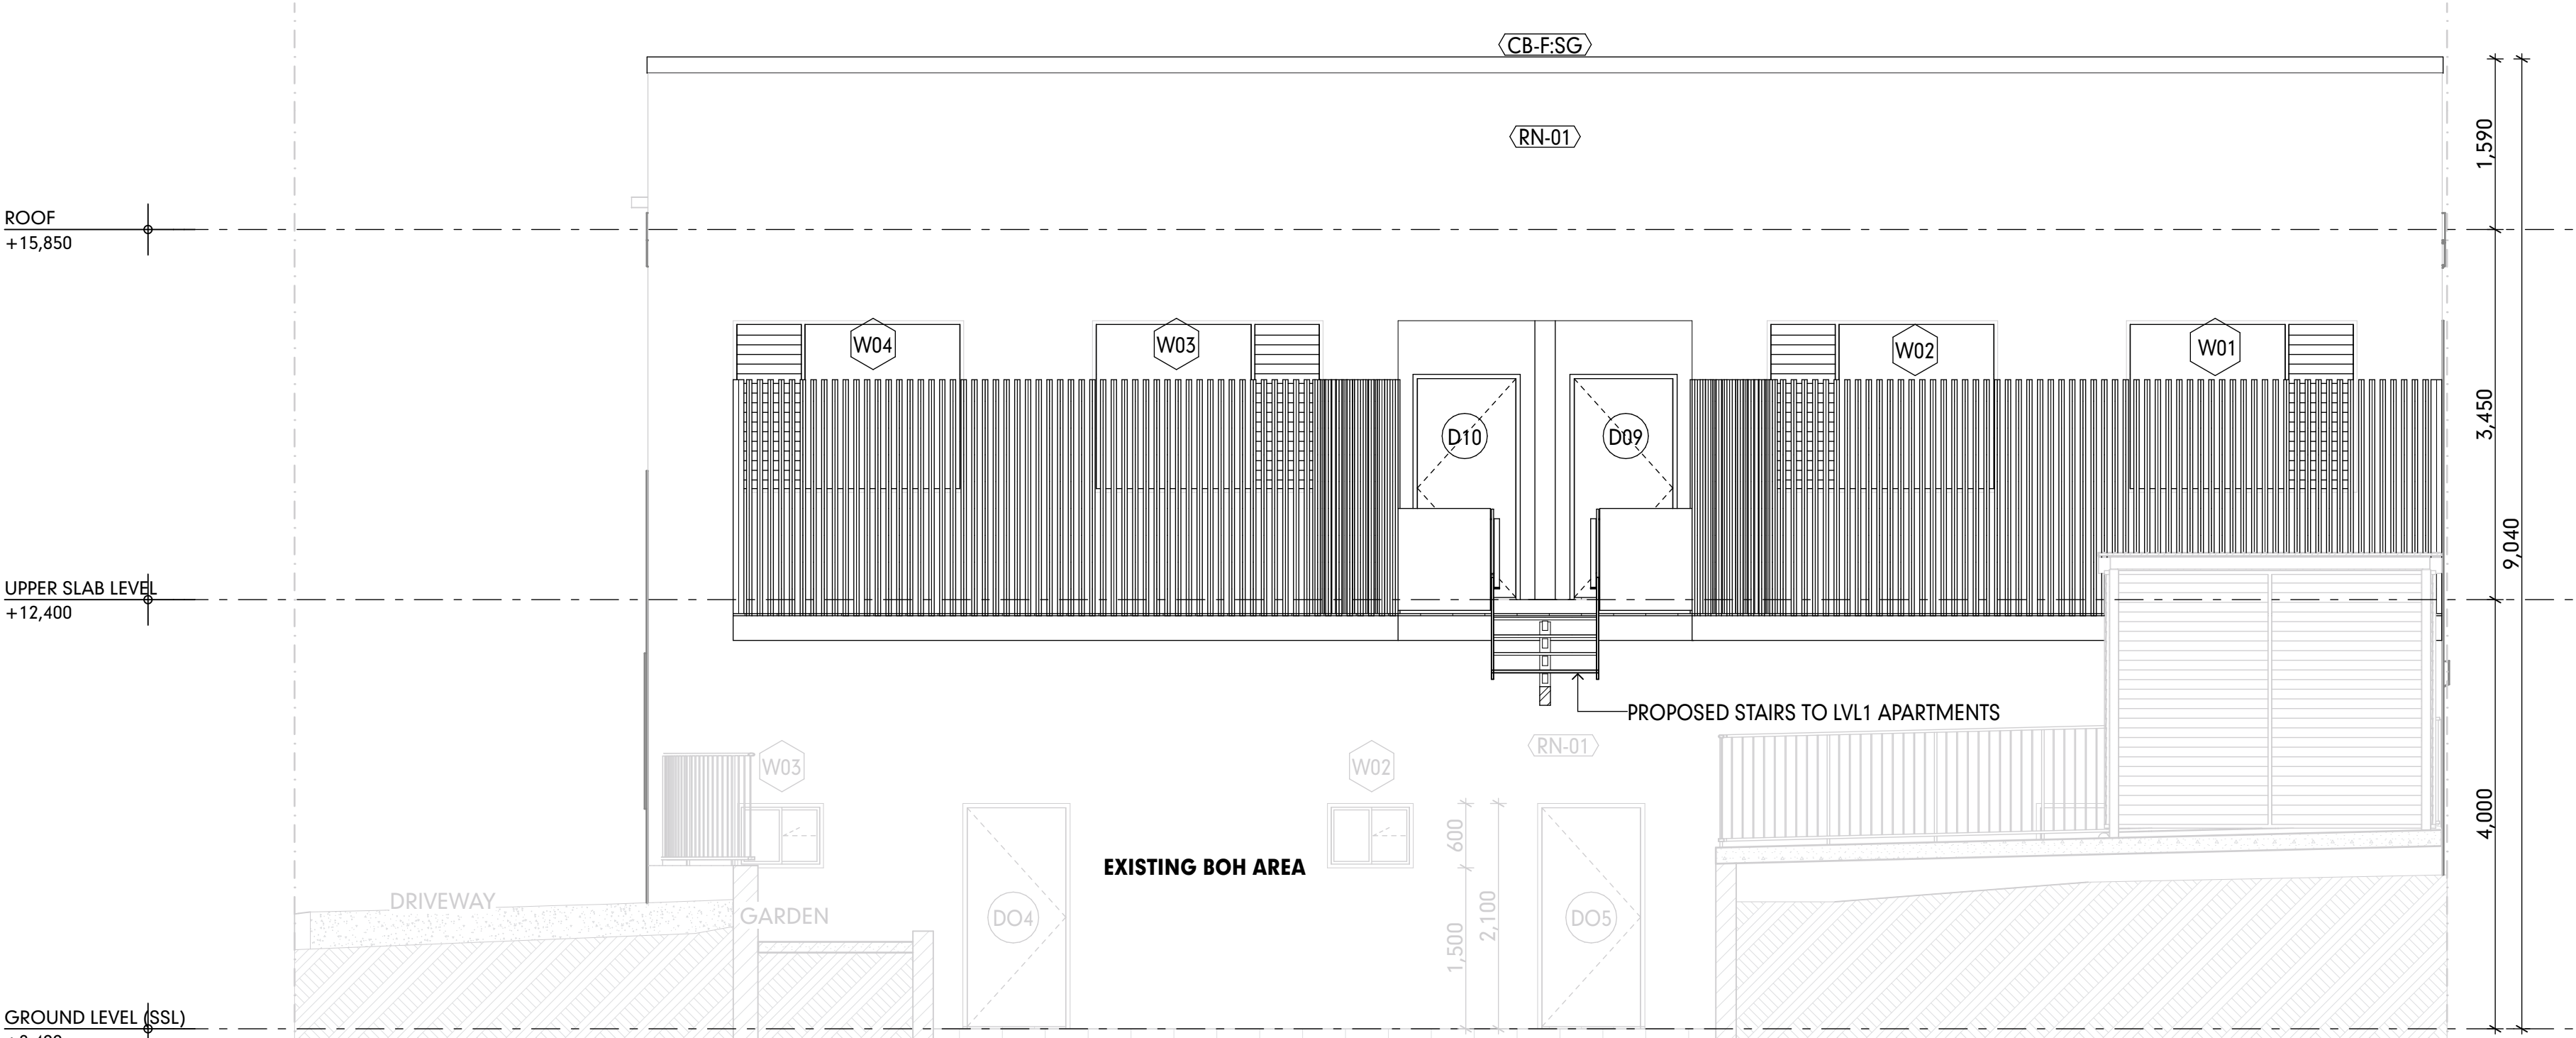 CB-F:SG
RN-01
1,590
ROOF
+15,850
W04
W03
W02
W01
D10
D09
3,450
9,040
UPPER SLAB LEVEL
+12,400
PROPOSED STAIRS TO LVL1 APARTMENTS
W03
W02
RN-01
600
4,000
EXISTING BOH AREA
DRIVEWAY
GARDEN
DO4
1,500
2,100
DO5
GROUND LEVEL (SSL)